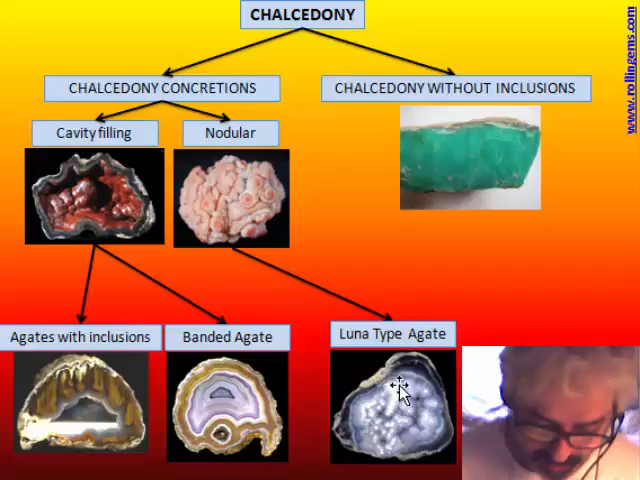 CHALCEDONY
www.rollingems.com
CHALCEDONY CONCRETIONS
CHALCEDONY WITHOUT INCLUSIONS
Cavity filling
Nodular
Agates with inclusions
Banded Agate
Luna Type Agate